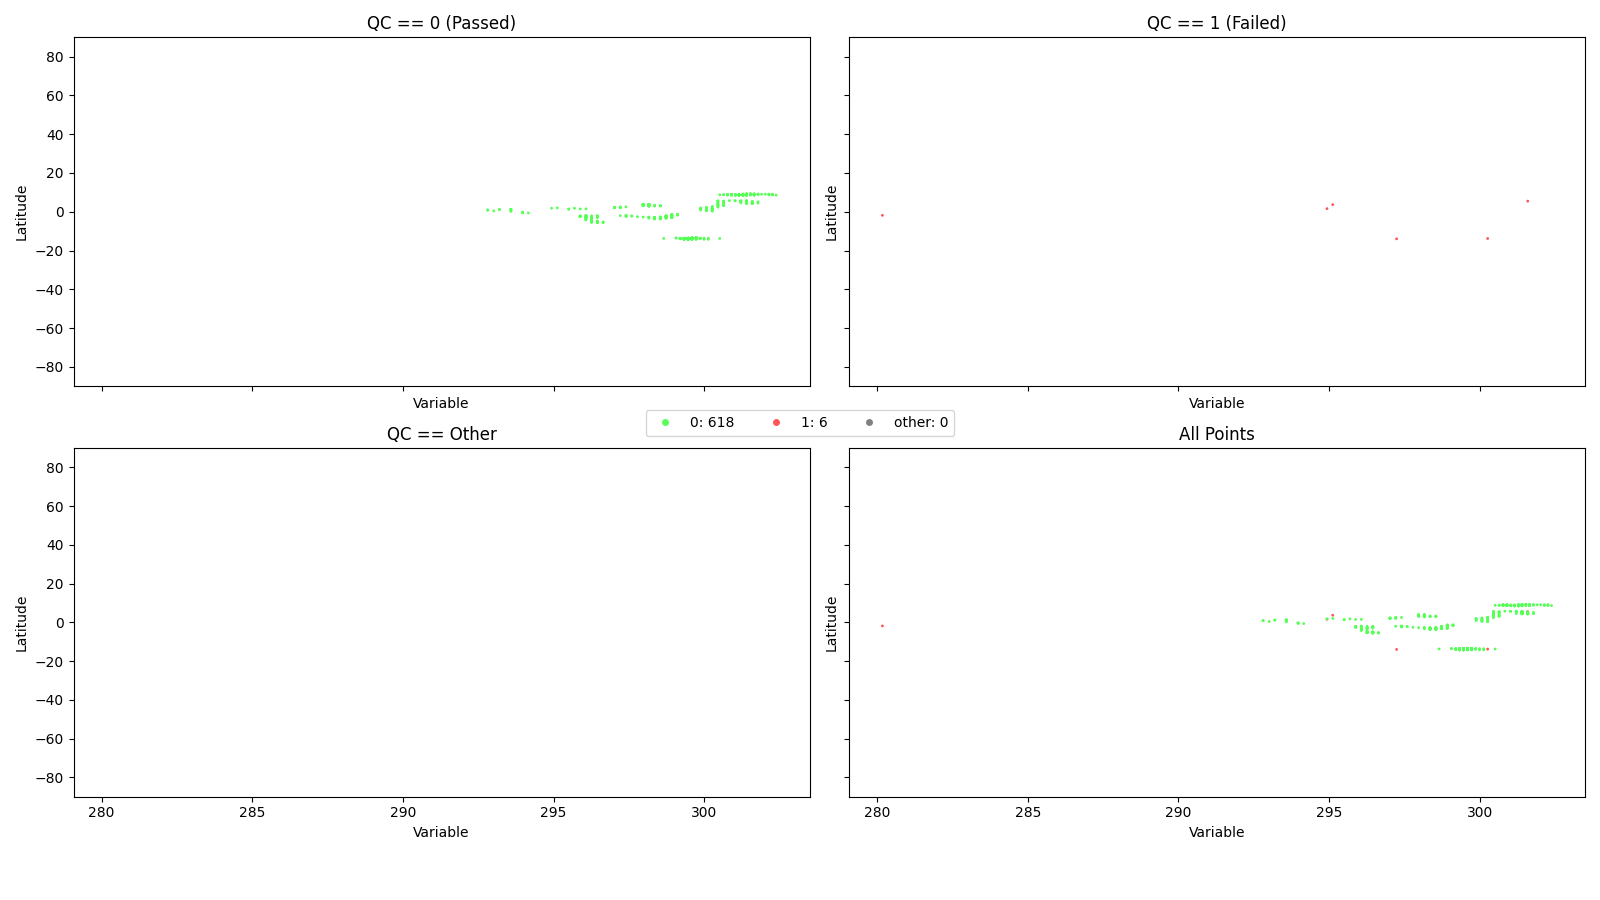 QC == 0 (Passed)
QC == 1 (Failed)
80
60
40
20
0
−20
−40
−60
−80
Latitude
Latitude
Variable
Variable
0: 618
1: 6
other: 0
QC == Other
All Points
80
60
40
20
0
−20
−40
−60
−80
Latitude
Latitude
280
285
290
295
300
280
285
290
295
300
Variable
Variable